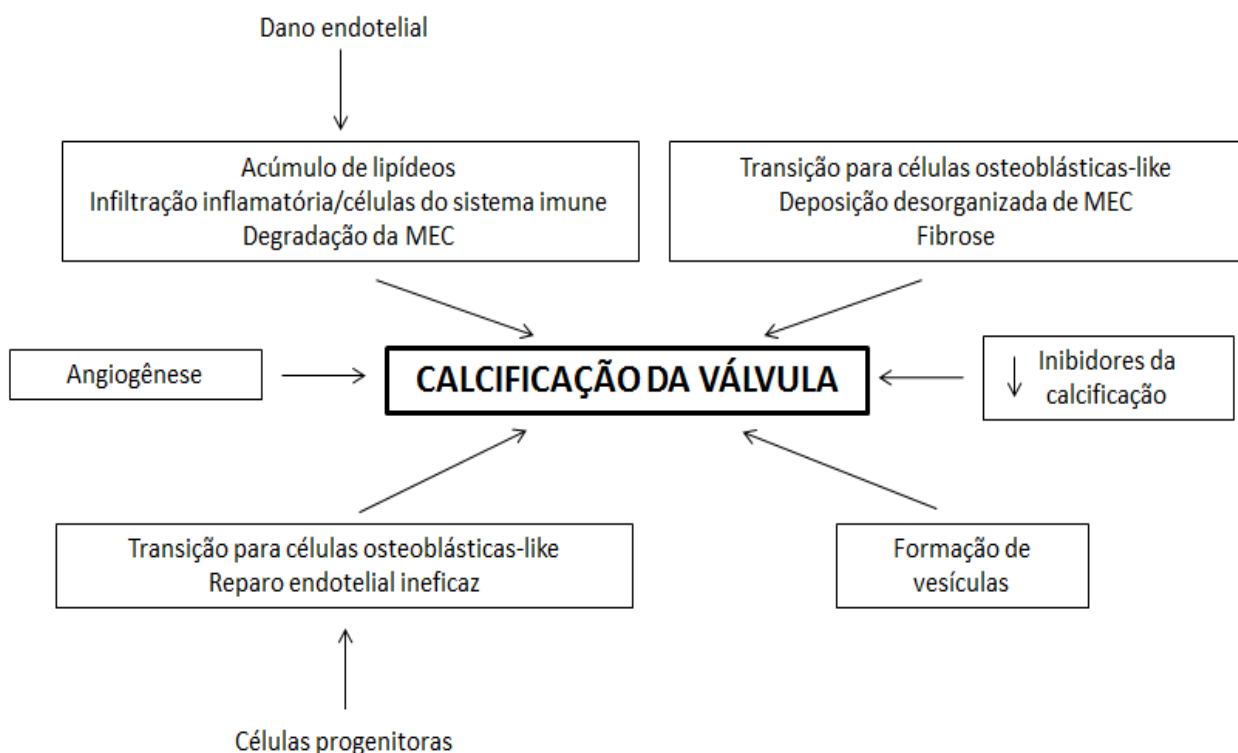 Dano endotelial
Acúmulo de lipídeos
Infiltração inflamatória/células do sistema imune
Degradação da MEC
Transição para células osteoblásticas-like
Deposição desorganizada de MEC
Fibrose
Angiogênese
CALCIFICAÇÃO DA VÁLVULA
Inibidores da
calcificação
Transição para células osteoblásticas-like
Reparo endotelial ineficaz
Formação de
vesículas
Células progenitoras